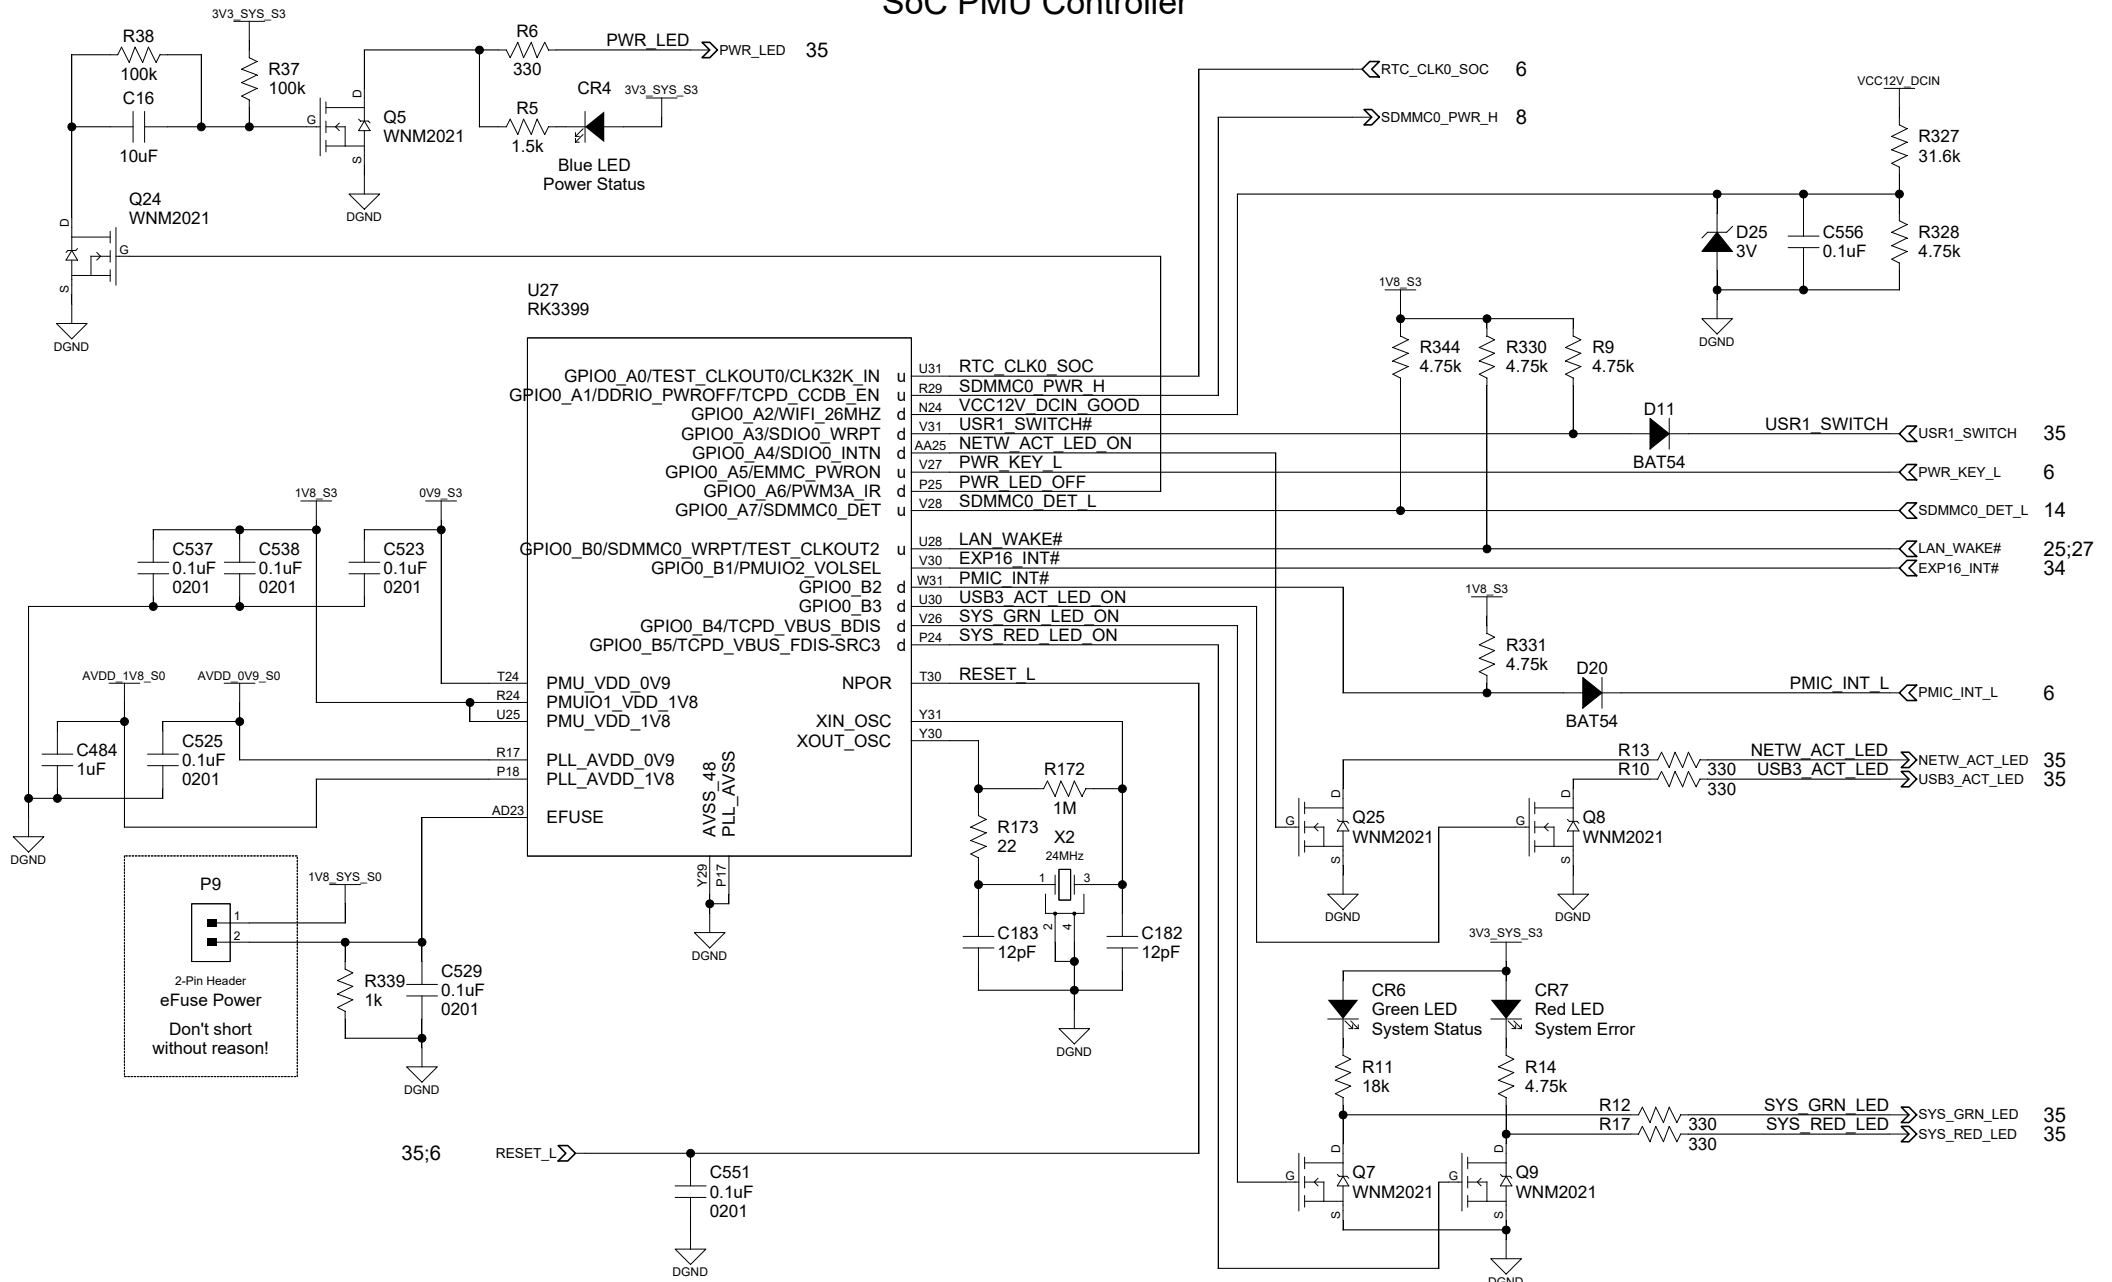 SoC PMU Controller
3V3_SYS_S3
R38
100k
C16
10uF
R37
100k
G
D
S
Q5
WNM2021
DGND
R6
330
PWR_LED
PWR_LED 35
R5
1.5k
CR4
3V3_SYS_S3
Blue LED
Power Status
Q24
WNM2021
D
G
S
DGND
RTC_CLK0_SOC 6
SDMMC0_PWR_H 8
VCC12V_DCIN
R327
31.6k
D25
3V
C556
0.1uF
R328
4.75k
DGND
1V8_S3
R344
4.75k
R330
4.75k
R9
4.75k
U27
RK3399
GPIO0_A0/TEST_CLKOUT0/CLK32K_IN u U31 RTC_CLK0_SOC
GPIO0_A1/DDRIO_PWROFF/TCPD_CCDB_EN u R29 SDMMC0_PWR_H
GPIO0_A2/WIFI_26MHZ d N24 VCC12V_DCIN_GOOD
GPIO0_A3/SDIO0_WRPT d V31 USR1_SWITCH#
GPIO0_A4/SDIO0_INTN d AA25 NETW_ACT_LED_ON
GPIO0_A5/EMMC_PWRON u V27 PWR_KEY_L
GPIO0_A6/PWM3A_IR d P25 PWR_LED_OFF
GPIO0_A7/SDMMC0_DET u V28 SDMMC0_DET_L
GPIO0_B0/SDMMC0_WRPT/TEST_CLKOUT2 u U28 LAN_WAKE#
GPIO0_B1/PMUIO2_VOLSEL V30 EXP16_INT#
GPIO0_B2 d W31 PMIC_INT#
GPIO0_B3 d U30 USB3_ACT_LED_ON
GPIO0_B4/TCPD_VBUS_BDIS d V26 SYS_GRN_LED_ON
GPIO0_B5/TCPD_VBUS_FDIS-SRC3 d P24 SYS_RED_LED_ON
NPOR T30 RESET_L
XIN_OSC Y31
XOUT_OSC Y30
D11
BAT54
USR1_SWITCH
USR1_SWITCH 35
PWR_KEY_L 6
SDMMC0_DET_L 14
LAN_WAKE# 25;27
EXP16_INT# 34
1V8_S3
R331
4.75k
D20
BAT54
PMIC_INT_L
PMIC_INT_L 6
1V8_S3
0V9_S3
C537
0.1uF
0201
C538
0.1uF
0201
C523
0.1uF
0201
AVDD_1V8_S0
AVDD_0V9_S0
C484
1uF
C525
0.1uF
0201
DGND
T24 PMU_VDD_0V9
R24 PMUIO1_VDD_1V8
U25 PMU_VDD_1V8
R17 PLL_AVDD_0V9
P18 PLL_AVDD_1V8
AD23 EFUSE
AVSS_48
PLL_AVSS
Y29
P17
DGND
R172
1M
R173
22
X2
24MHz
1
3
2
4
C183
12pF
C182
12pF
DGND
R13
330
NETW_ACT_LED
NETW_ACT_LED 35
R10
330
USB3_ACT_LED
USB3_ACT_LED 35
D
G
S
Q25
WNM2021
DGND
D
G
S
Q8
WNM2021
DGND
P9
1
2
1V8_SYS_S0
2-Pin Header
eFuse Power
Don't short
without reason!
R339
1k
C529
0.1uF
0201
DGND
3V3_SYS_S3
CR6
Green LED
System Status
CR7
Red LED
System Error
R11
18k
R14
4.75k
R12
330
SYS_GRN_LED
SYS_GRN_LED 35
R17
330
SYS_RED_LED
SYS_RED_LED 35
D
G
S
Q7
WNM2021
D
G
S
Q9
WNM2021
DGND
35;6 RESET_L
C551
0.1uF
0201
DGND